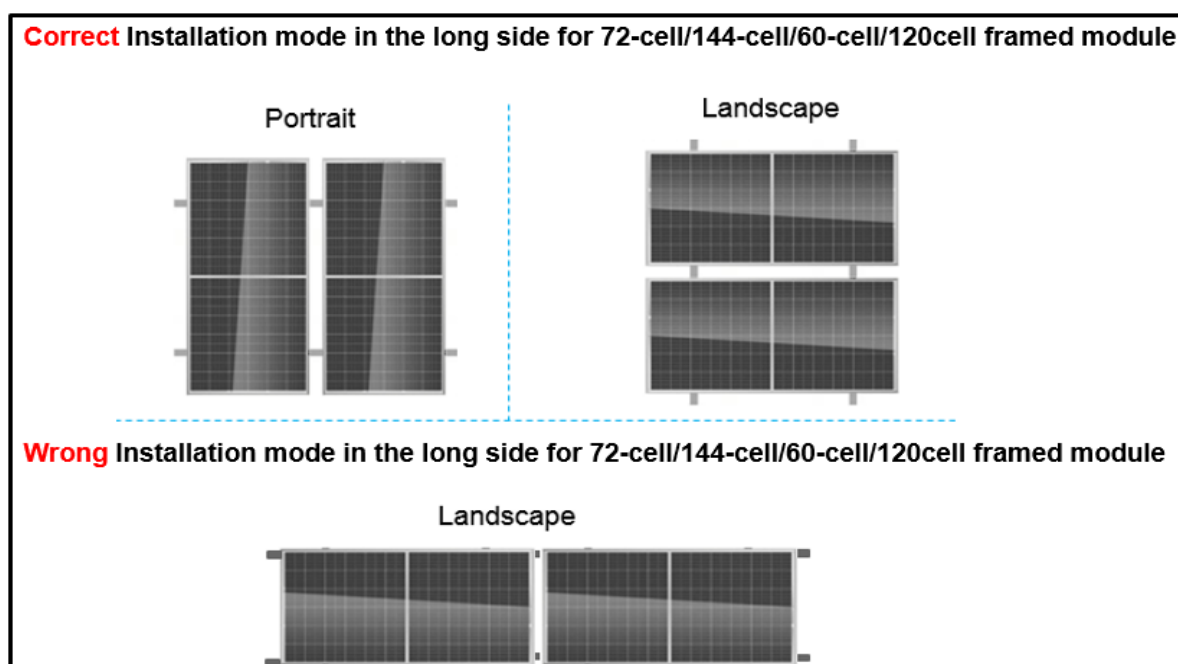 Correct Installation mode in the long side for 72-cell/144-cell/60-cell/120cell framed module
Portrait
Landscape
Wrong Installation mode in the long side for 72-cell/144-cell/60-cell/120cell framed module
Landscape